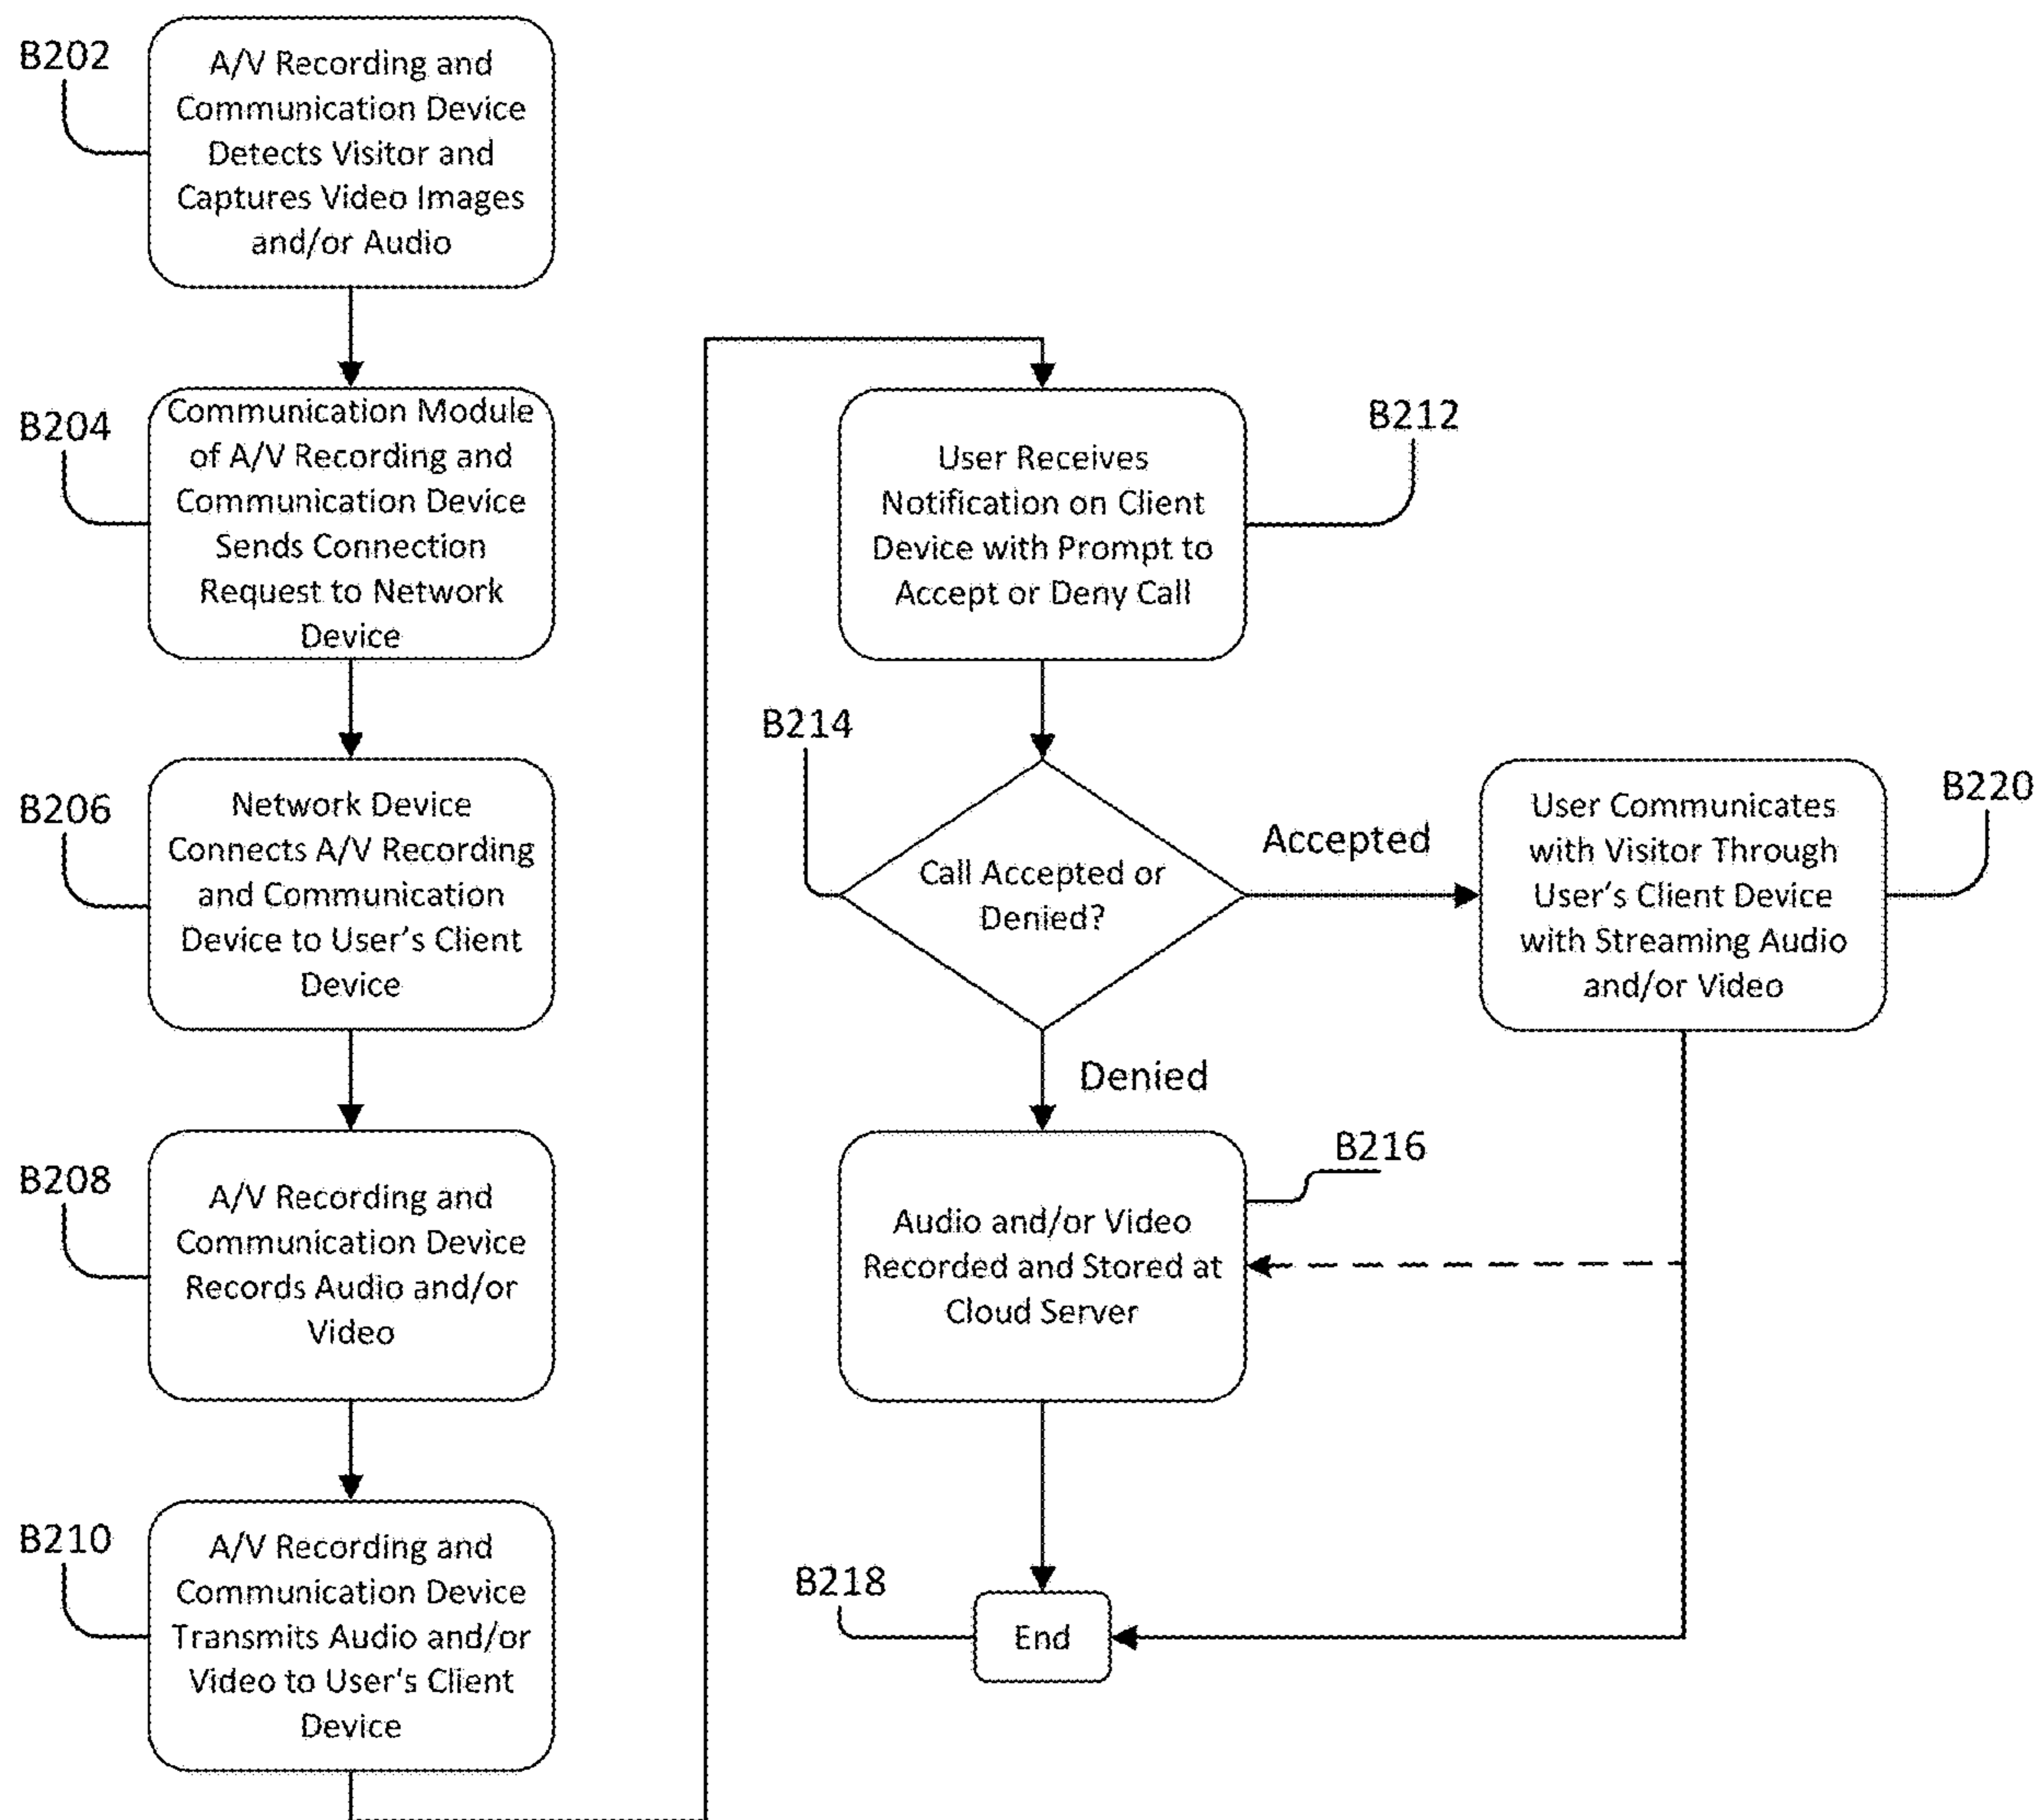 B202
A/V Recording and
Communication Device
Detects Visitor and
Captures Video Images
and/or Audio
B204
Communication Module
of A/V Recording and
Communication Device
Sends Connection
Request to Network
Device
B206
Network Device
Connects A/V Recording
and Communication
Device to User's Client
Device
B208
A/V Recording and
Communication Device
Records Audio and/or
Video
B210
A/V Recording and
Communication Device
Transmits Audio and/or
Video to User's Client
Device
B212
User Receives
Notification on Client
Device with Prompt to
Accept or Deny Call
B214
Call Accepted or
Denied?
Accepted
B220
User Communicates
with Visitor Through
User's Client Device
with Streaming Audio
and/or Video
Denied
B216
Audio and/or Video
Recorded and Stored at
Cloud Server
B218
End